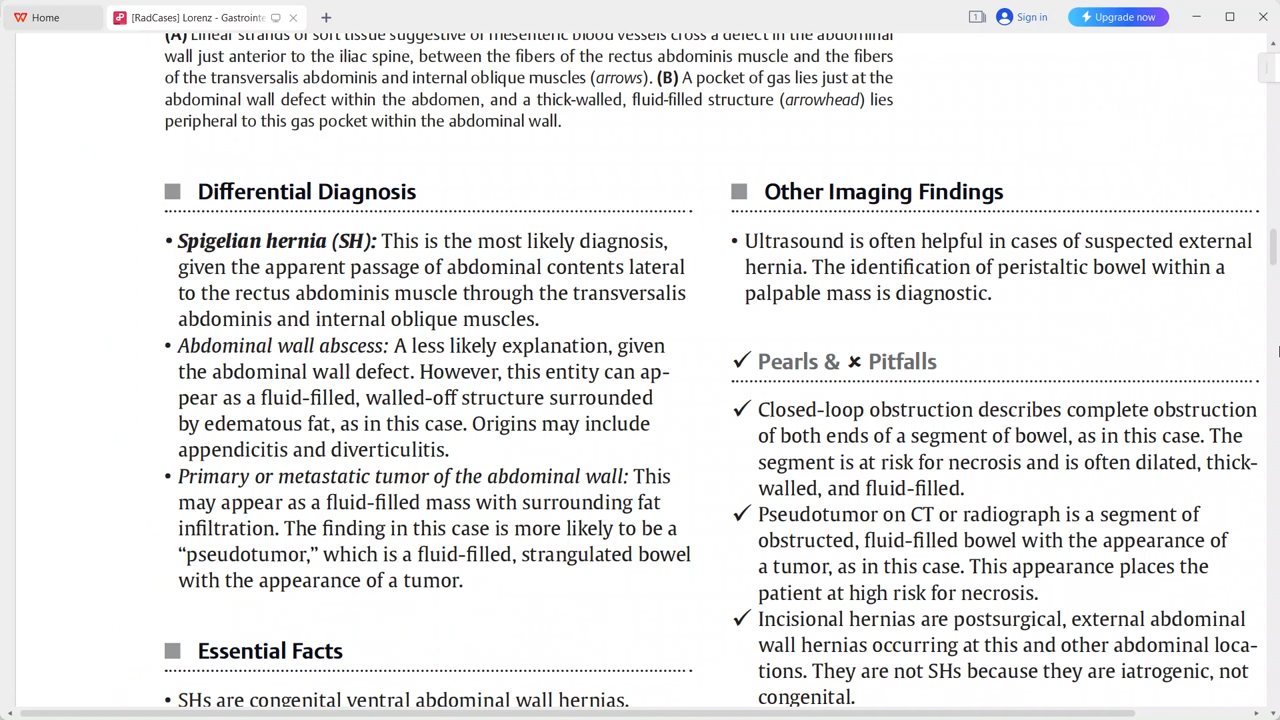 Home
[RadCases] Lorenz - Gastrointe
Sign in
Upgrade now
(A) Linear strands of soft tissue suggestive of mesenteric blood vessels cross a defect in the abdominal
wall just anterior to the iliac spine, between the fibers of the rectus abdominis muscle and the fibers
of the transversalis abdominis and internal oblique muscles (arrows). (B) A pocket of gas lies just at the
abdominal wall defect within the abdomen, and a thick-walled, fluid-filled structure (arrowhead) lies
peripheral to this gas pocket within the abdominal wall.
Differential Diagnosis
• Spigelian hernia (SH): This is the most likely diagnosis,
given the apparent passage of abdominal contents lateral
to the rectus abdominis muscle through the transversalis
abdominis and internal oblique muscles.
• Abdominal wall abscess: A less likely explanation, given
the abdominal wall defect. However, this entity can ap-
pear as a fluid-filled, walled-off structure surrounded
by edematous fat, as in this case. Origins may include
appendicitis and diverticulitis.
• Primary or metastatic tumor of the abdominal wall: This
may appear as a fluid-filled mass with surrounding fat
infiltration. The finding in this case is more likely to be a
“pseudotumor,” which is a fluid-filled, strangulated bowel
with the appearance of a tumor.
Essential Facts
• SHs are congenital ventral abdominal wall hernias.
Other Imaging Findings
• Ultrasound is often helpful in cases of suspected external
hernia. The identification of peristaltic bowel within a
palpable mass is diagnostic.
✓ Pearls & ✗ Pitfalls
✓ Closed-loop obstruction describes complete obstruction
of both ends of a segment of bowel, as in this case. The
segment is at risk for necrosis and is often dilated, thick-
walled, and fluid-filled.
✓ Pseudotumor on CT or radiograph is a segment of
obstructed, fluid-filled bowel with the appearance of
a tumor, as in this case. This appearance places the
patient at high risk for necrosis.
✓ Incisional hernias are postsurgical, external abdominal
wall hernias occurring at this and other abdominal loca-
tions. They are not SHs because they are iatrogenic, not
congenital.